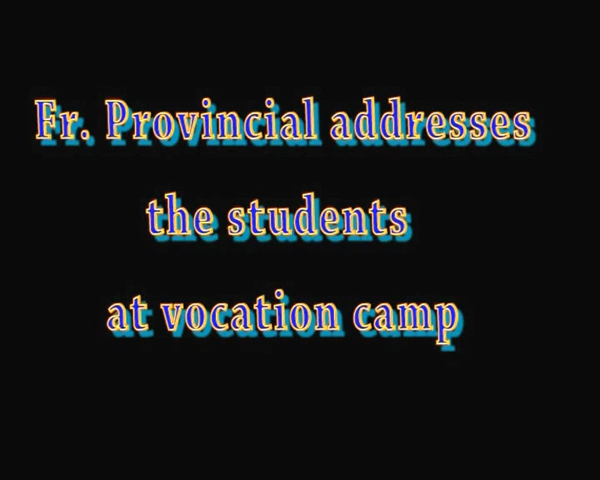 Fr. Provincial addresses
the students
at vocation camp